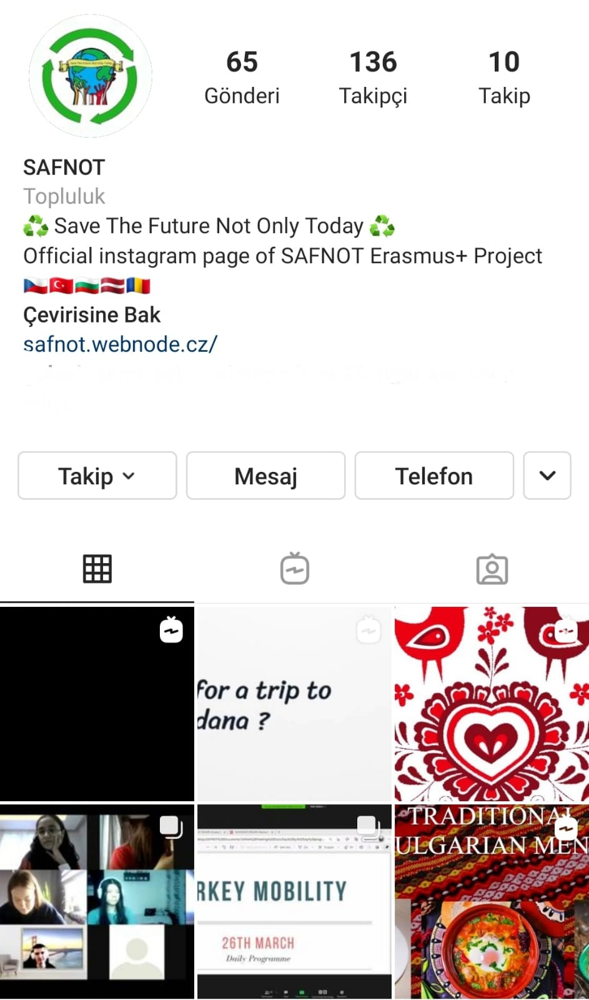 Save The Future Not Only Today
65
Gönderi
136
Takipçi
10
Takip
SAFNOT
Topluluk
Save The Future Not Only Today
Official instagram page of SAFNOT Erasmus+ Project
Çevirisine Bak
safnot.webnode.cz/
Takip
Mesaj
Telefon
for a trip to
dana ?
RKEY MOBILITY
26TH MARCH
Daily Programme
TRADITIONAL
ULGARIAN MEN